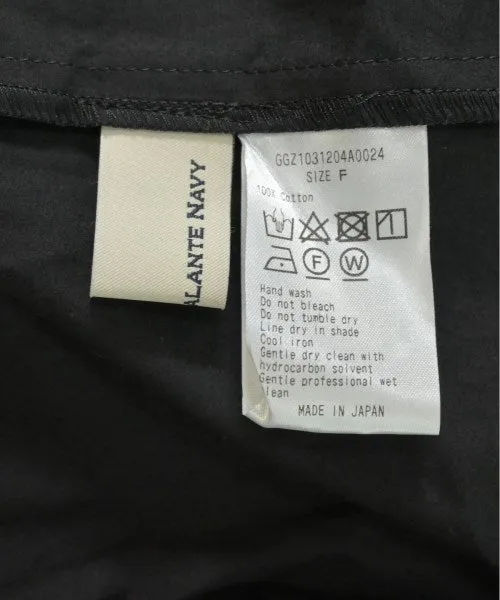 ALANTE NAVY
GGZ1031204A0024
SIZE F
100% Cotton
F W
Hand wash
Do not bleach
Do not tumble dry
Line dry in shade
Cool iron
Gentle dry clean with
hydrocarbon solvent
Gentle professional wet
clean
MADE IN JAPAN